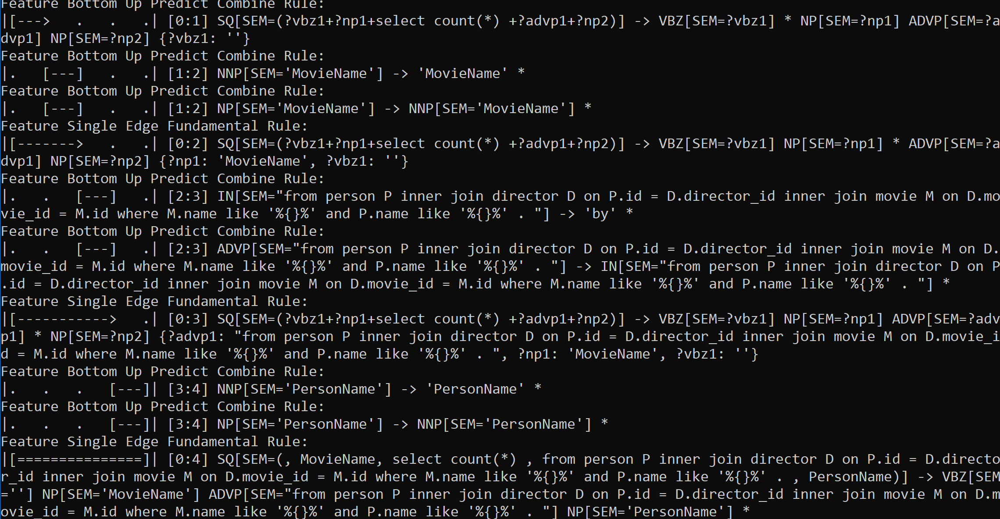 Feature Bottom Up Predict Combine Rule:
|[--->   .   .   .| [0:1] SQ[SEM=(?vbz1+?np1+select count(*) +?advp1+?np2)] -> VBZ[SEM=?vbz1] * NP[SEM=?np1] ADVP[SEM=?a
dvp1] NP[SEM=?np2] {?vbz1: ''}
Feature Bottom Up Predict Combine Rule:
|.   [---]   .   .| [1:2] NNP[SEM='MovieName'] -> 'MovieName' *
Feature Bottom Up Predict Combine Rule:
|.   [---]   .   .| [1:2] NP[SEM='MovieName'] -> NNP[SEM='MovieName'] *
Feature Single Edge Fundamental Rule:
|[------->   .   .| [0:2] SQ[SEM=(?vbz1+?np1+select count(*) +?advp1+?np2)] -> VBZ[SEM=?vbz1] NP[SEM=?np1] * ADVP[SEM=?a
dvp1] NP[SEM=?np2] {?np1: 'MovieName', ?vbz1: ''}
Feature Bottom Up Predict Combine Rule:
|.   .   [---]   .| [2:3] IN[SEM="from person P inner join director D on P.id = D.director_id inner join movie M on D.mo
vie_id = M.id where M.name like '%{}%' and P.name like '%{}%' . "] -> 'by' *
Feature Bottom Up Predict Combine Rule:
|.   .   [---]   .| [2:3] ADVP[SEM="from person P inner join director D on P.id = D.director_id inner join movie M on D.
movie_id = M.id where M.name like '%{}%' and P.name like '%{}%' . "] -> IN[SEM="from person P inner join director D on P
.id = D.director_id inner join movie M on D.movie_id = M.id where M.name like '%{}%' and P.name like '%{}%' . "] *
Feature Single Edge Fundamental Rule:
|[----------->   .| [0:3] SQ[SEM=(?vbz1+?np1+select count(*) +?advp1+?np2)] -> VBZ[SEM=?vbz1] NP[SEM=?np1] ADVP[SEM=?adv
p1] * NP[SEM=?np2] {?advp1: "from person P inner join director D on P.id = D.director_id inner join movie M on D.movie_i
d = M.id where M.name like '%{}%' and P.name like '%{}%' . ", ?np1: 'MovieName', ?vbz1: ''}
Feature Bottom Up Predict Combine Rule:
|.   .   .   [---]| [3:4] NNP[SEM='PersonName'] -> 'PersonName' *
Feature Bottom Up Predict Combine Rule:
|.   .   .   [---]| [3:4] NP[SEM='PersonName'] -> NNP[SEM='PersonName'] *
Feature Single Edge Fundamental Rule:
|[===============]| [0:4] SQ[SEM=(, MovieName, select count(*) , from person P inner join director D on P.id = D.directo
r_id inner join movie M on D.movie_id = M.id where M.name like '%{}%' and P.name like '%{}%' . , PersonName)] -> VBZ[SEM
=''] NP[SEM='MovieName'] ADVP[SEM="from person P inner join director D on P.id = D.director_id inner join movie M on D.m
ovie_id = M.id where M.name like '%{}%' and P.name like '%{}%' . "] NP[SEM='PersonName'] *